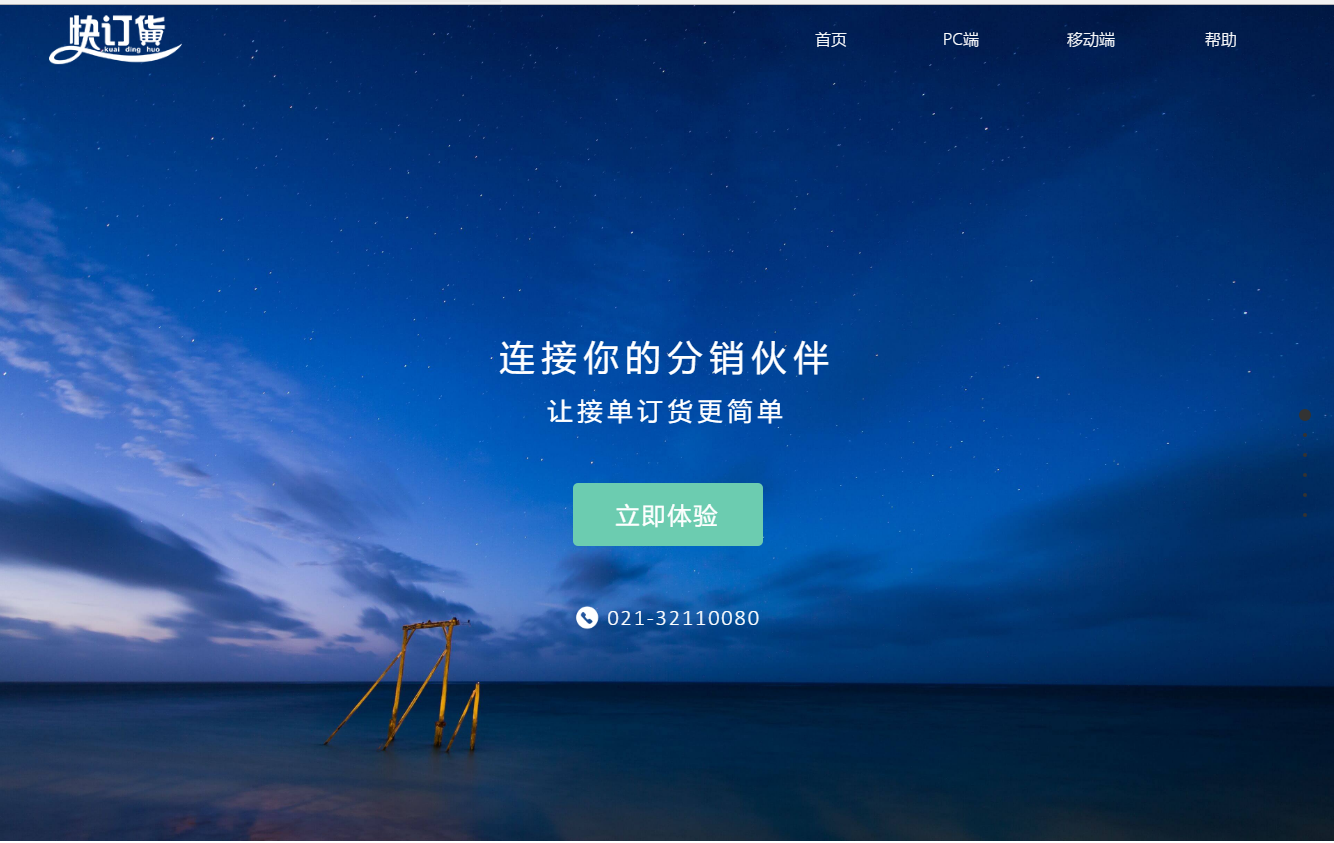 快订货
kuai ding huo
首页 PC端 移动端 帮助
连接你的分销伙伴
让接单订货更简单
立即体验
021-32110080